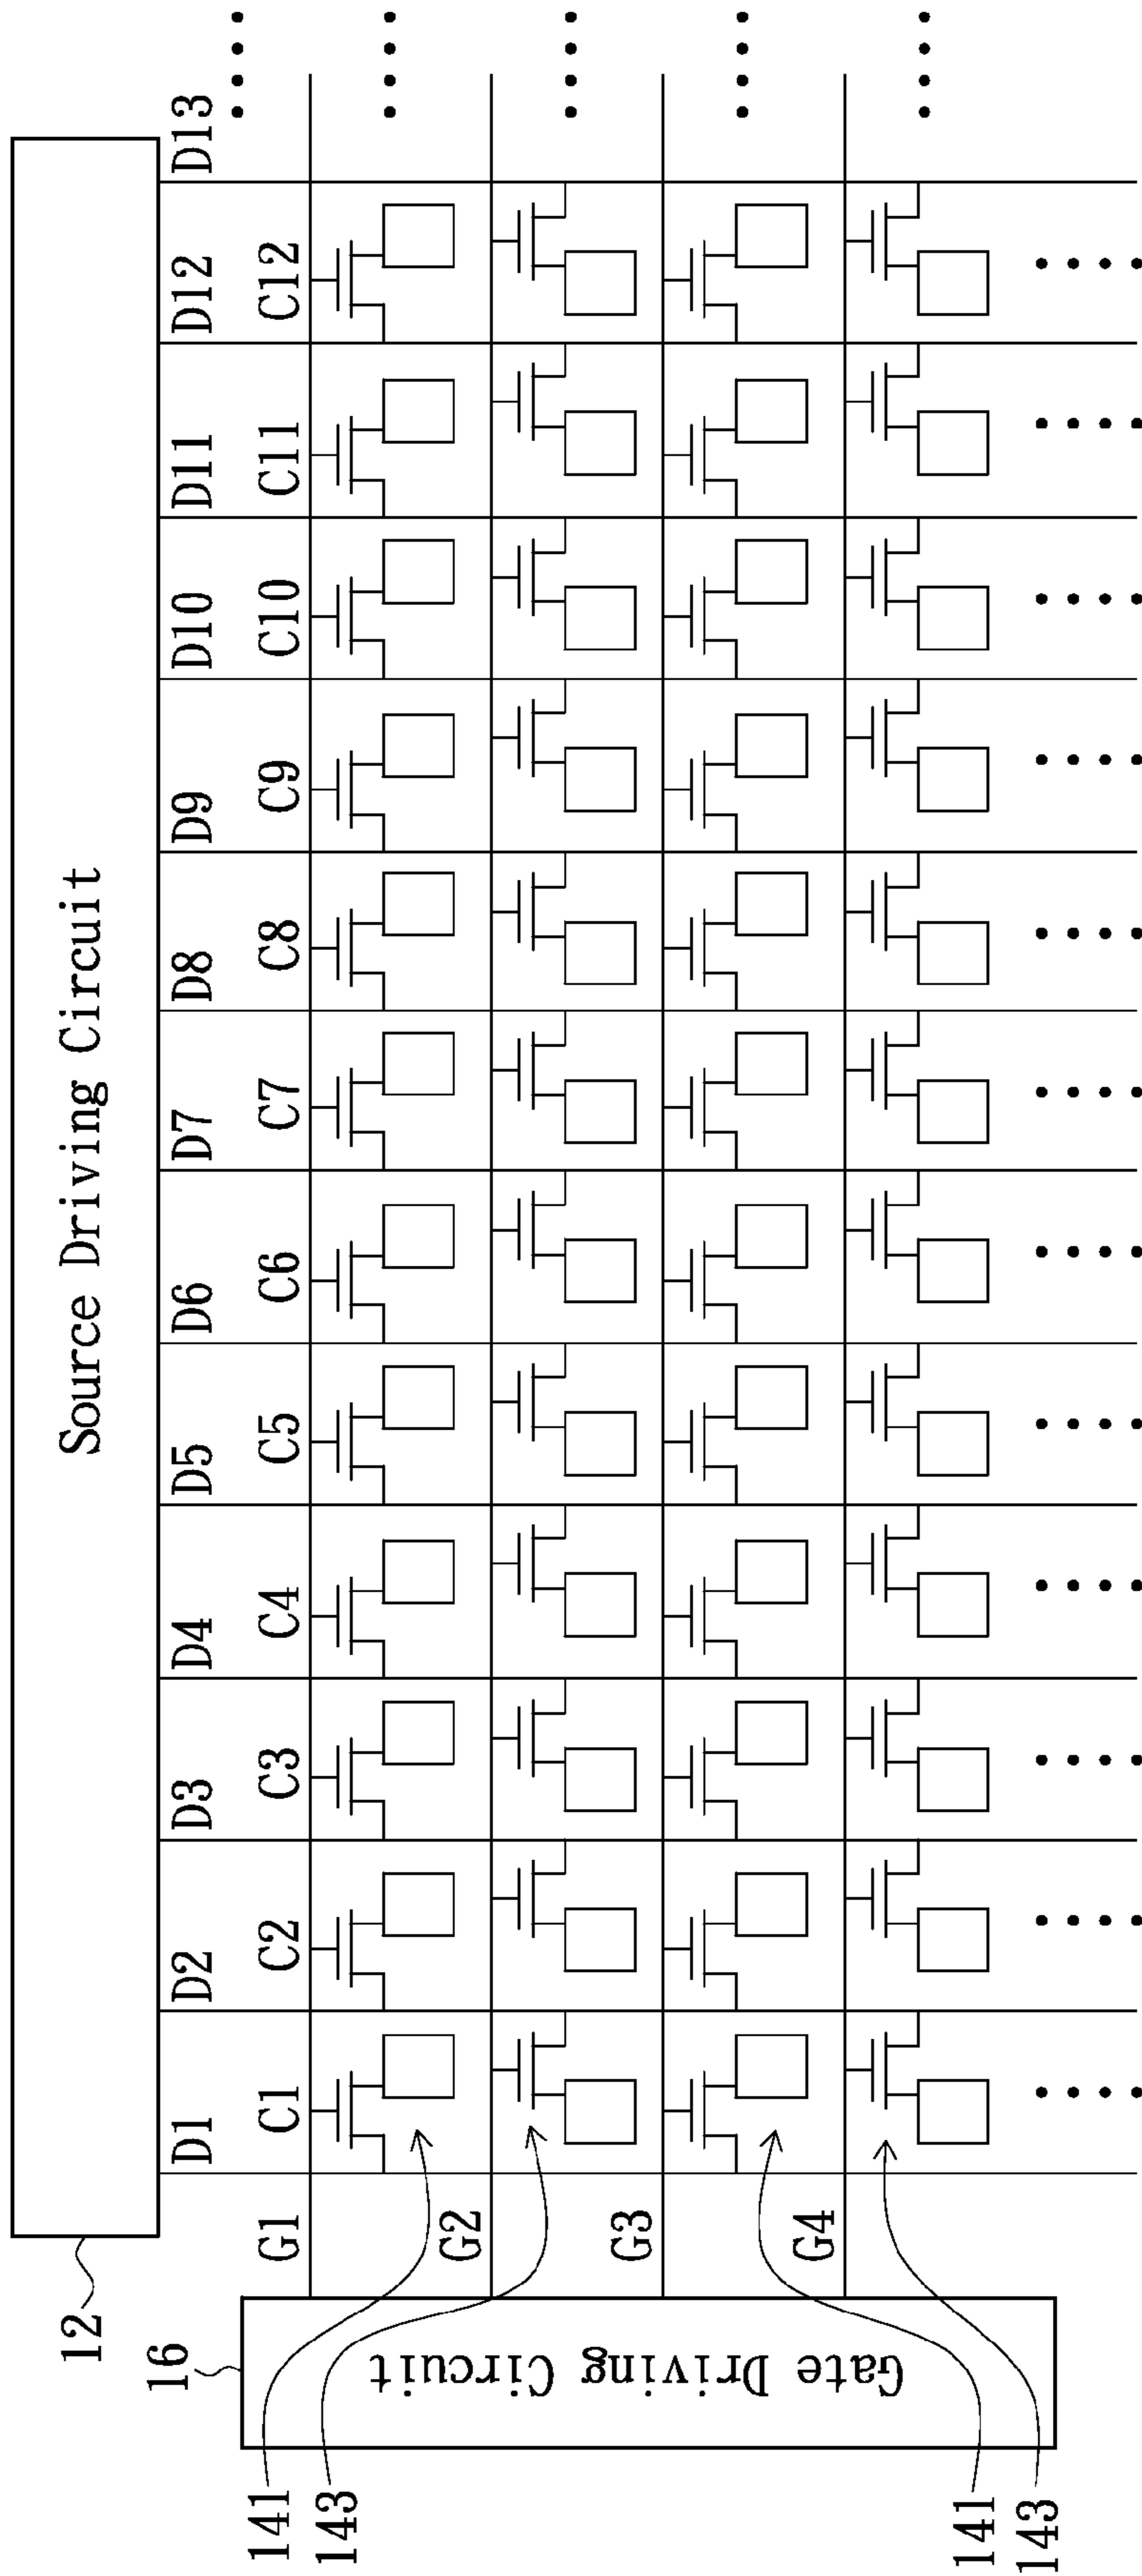 12
Source Driving Circuit
D1 D2 D3 D4 D5 D6 D7 D8 D9 D10 D11 D12 D13
16
G1 C1 C2 C3 C4 C5 C6 C7 C8 C9 C10 C11 C12
141
143
G2
Gate Driving Circuit
G3
G4
141
143